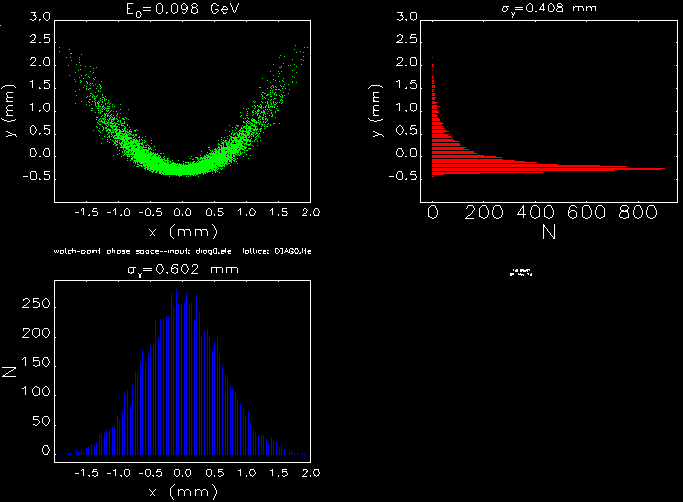 E₀=0.098 GeV
3.0
2.5
2.0
1.5
1.0
0.5
0.0
-0.5
y (mm)
-1.5 -1.0 -0.5 0.0 0.5 1.0 1.5 2.0
x (mm)
σᵧ=0.408 mm
3.0
2.5
2.0
1.5
1.0
0.5
0.0
-0.5
y (mm)
0 200 400 600 800
N
watch-point phase space--input: diag0.ele lattice: DIAG0.lte
σₓ=0.602 mm
250
200
150
100
50
0
N
-1.5 -1.0 -0.5 0.0 0.5 1.0 1.5 2.0
x (mm)